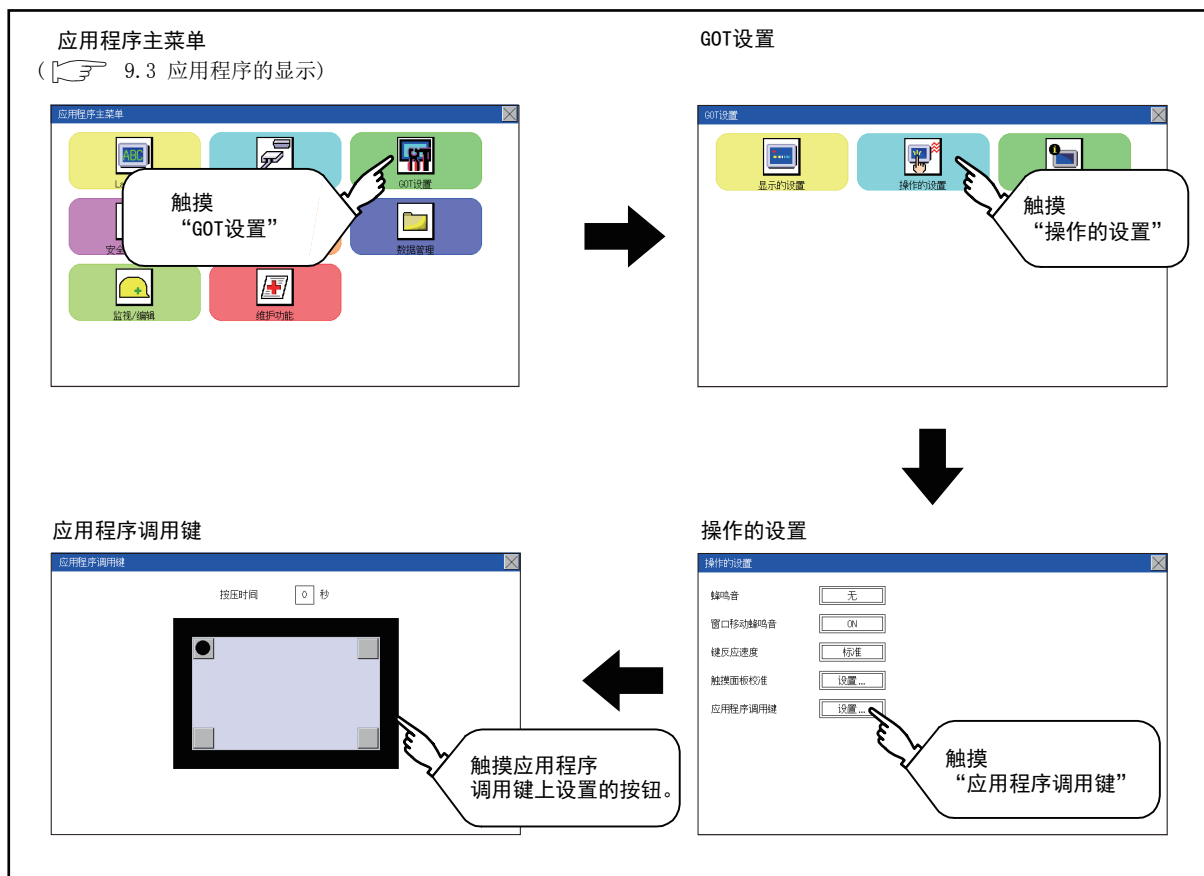 应用程序主菜单
( 9.3 应用程序的显示)
应用程序主菜单
ABC
La
GOT设置
触摸
“GOT设置”
安全
数据管理
监视/编辑
维护功能
GOT设置
GOT设置
显示的设置
操作的设置
触摸
“操作的设置”
操作的设置
操作的设置
蜂鸣音
无
窗口移动蜂鸣音
ON
键反应速度
标准
触摸面板校准
设置...
应用程序调用键
设置...
触摸
“应用程序调用键”
应用程序调用键
应用程序调用键
按压时间 0 秒
触摸应用程序
调用键上设置的按钮。